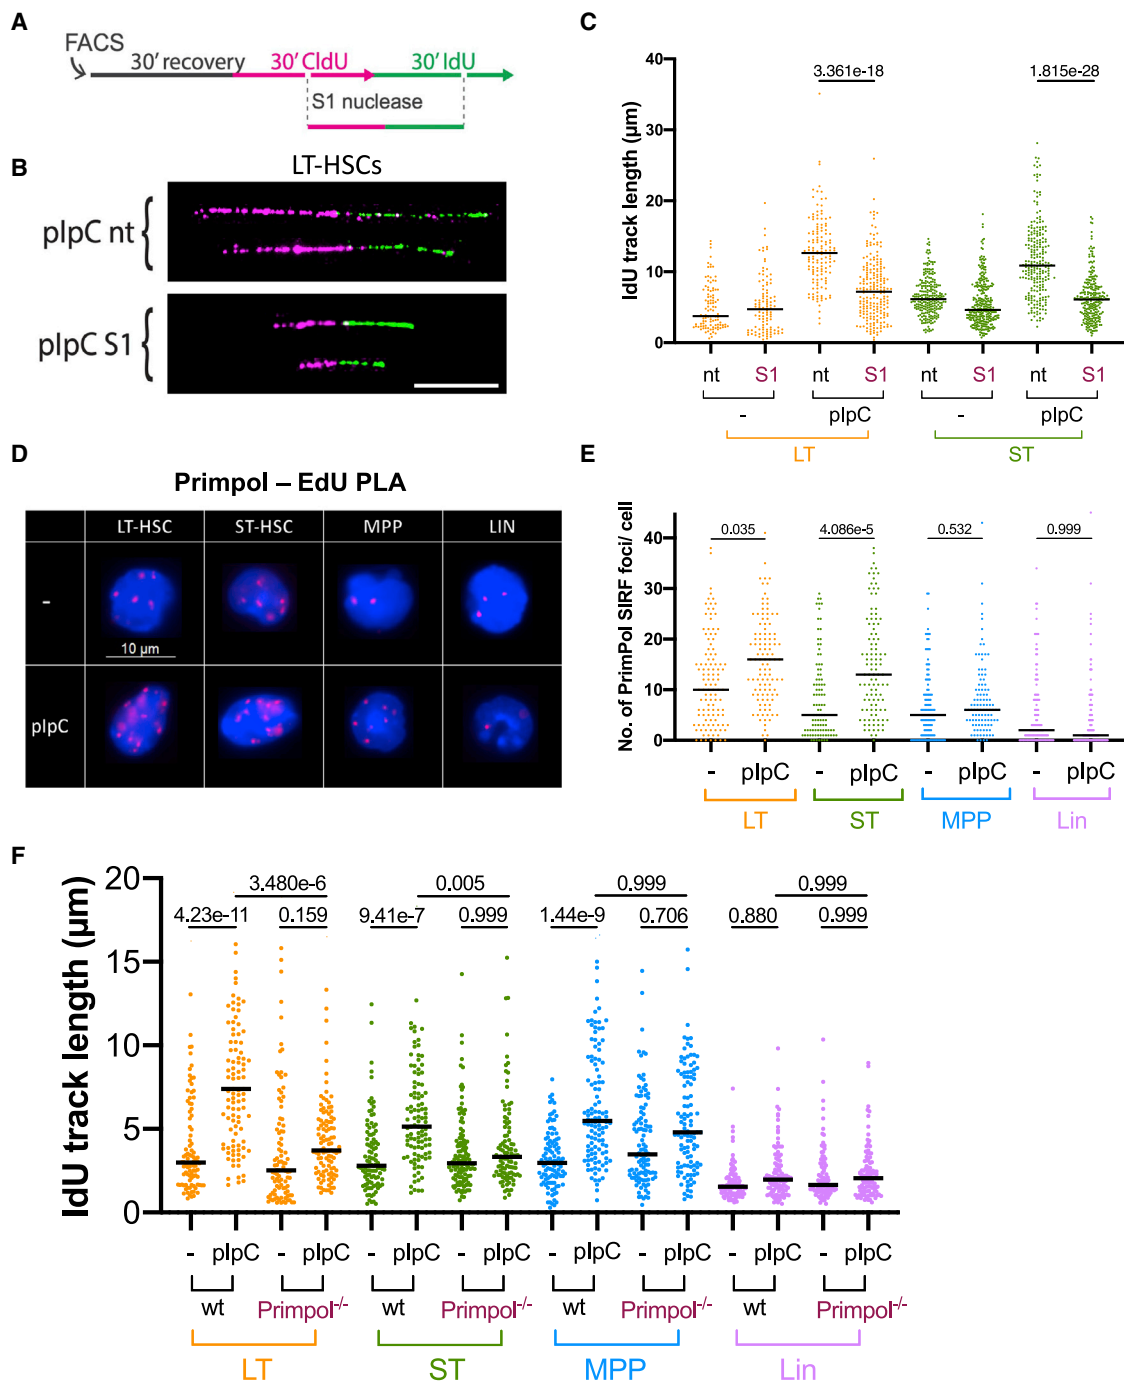 A
FACS
30′ recovery
30′ CldU
30′ IdU
S1 nuclease
B
LT-HSCs
pIpC nt
pIpC S1
C
IdU track length (µm)
40
30
20
10
0
3.361e-18
1.815e-28
nt
S1
nt
S1
nt
S1
nt
S1
-
pIpC
-
pIpC
LT
ST
D
Primpol – EdU PLA
LT-HSC
ST-HSC
MPP
LIN
-
10 µm
pIpC
E
No. of PrimPol SIRF foci/ cell
40
30
20
10
0
0.035
4.086e-5
0.532
0.999
-
pIpC
-
pIpC
-
pIpC
-
pIpC
LT
ST
MPP
Lin
F
IdU track length (µm)
20
15
10
5
0
3.480e-6
0.005
0.999
0.999
4.23e-11
0.159
9.41e-7
0.999
1.44e-9
0.706
0.880
0.999
-
pIpC
-
pIpC
-
pIpC
-
pIpC
-
pIpC
-
pIpC
-
pIpC
-
pIpC
wt
Primpol-/-
wt
Primpol-/-
wt
Primpol-/-
wt
Primpol-/-
LT
ST
MPP
Lin